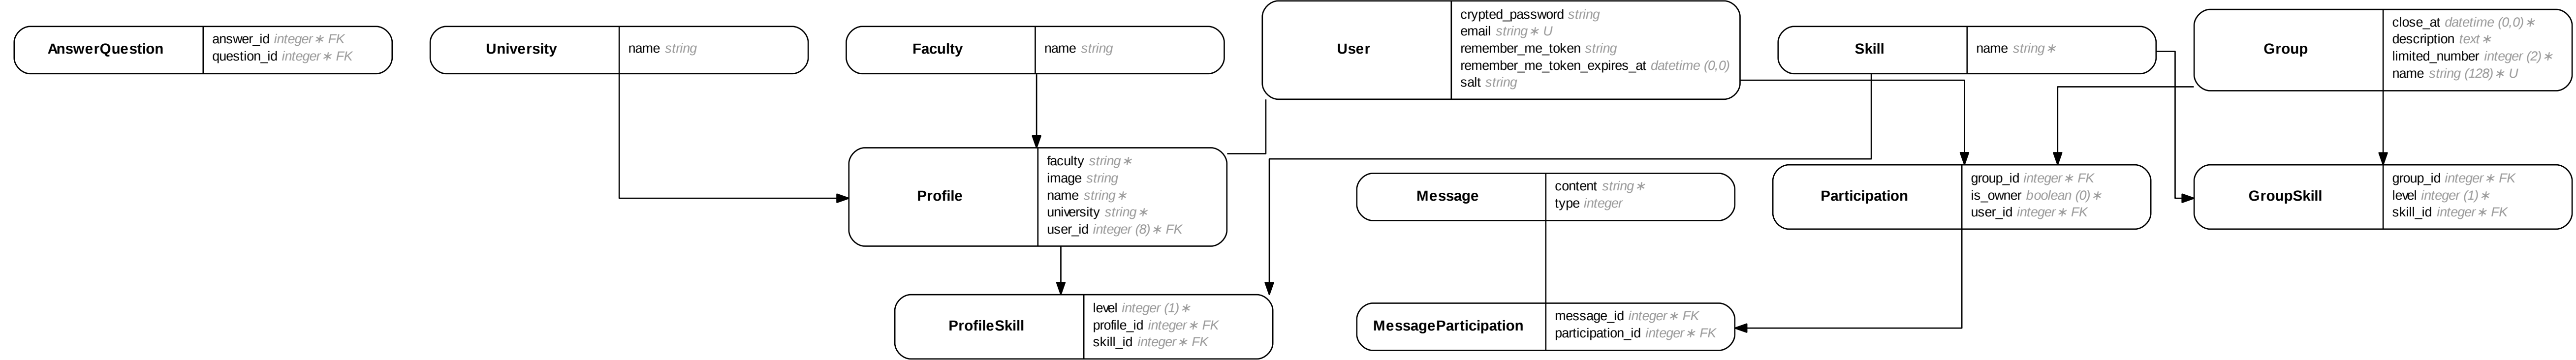 AnswerQuestion
answer_id integer∗ FK
question_id integer∗ FK
University
name string
Faculty
name string
User
crypted_password string
email string∗ U
remember_me_token string
remember_me_token_expires_at datetime (0,0)
salt string
Skill
name string∗
Group
close_at datetime (0,0)∗
description text∗
limited_number integer (2)∗
name string (128)∗ U
Profile
faculty string∗
image string
name string∗
university string∗
user_id integer (8)∗ FK
Message
content string∗
type integer
Participation
group_id integer∗ FK
is_owner boolean (0)∗
user_id integer∗ FK
GroupSkill
group_id integer∗ FK
level integer (1)∗
skill_id integer∗ FK
ProfileSkill
level integer (1)∗
profile_id integer∗ FK
skill_id integer∗ FK
MessageParticipation
message_id integer∗ FK
participation_id integer∗ FK